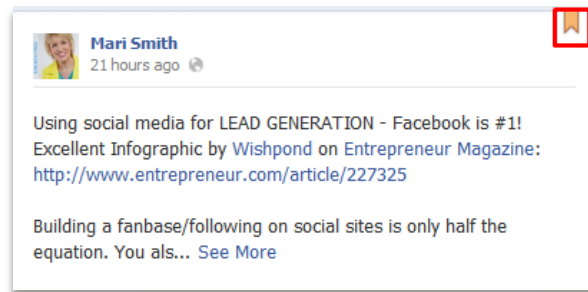 Mari Smith
21 hours ago
Using social media for LEAD GENERATION - Facebook is #1!
Excellent Infographic by Wishpond on Entrepreneur Magazine:
http://www.entrepreneur.com/article/227325
Building a fanbase/following on social sites is only half the
equation. You als... See More